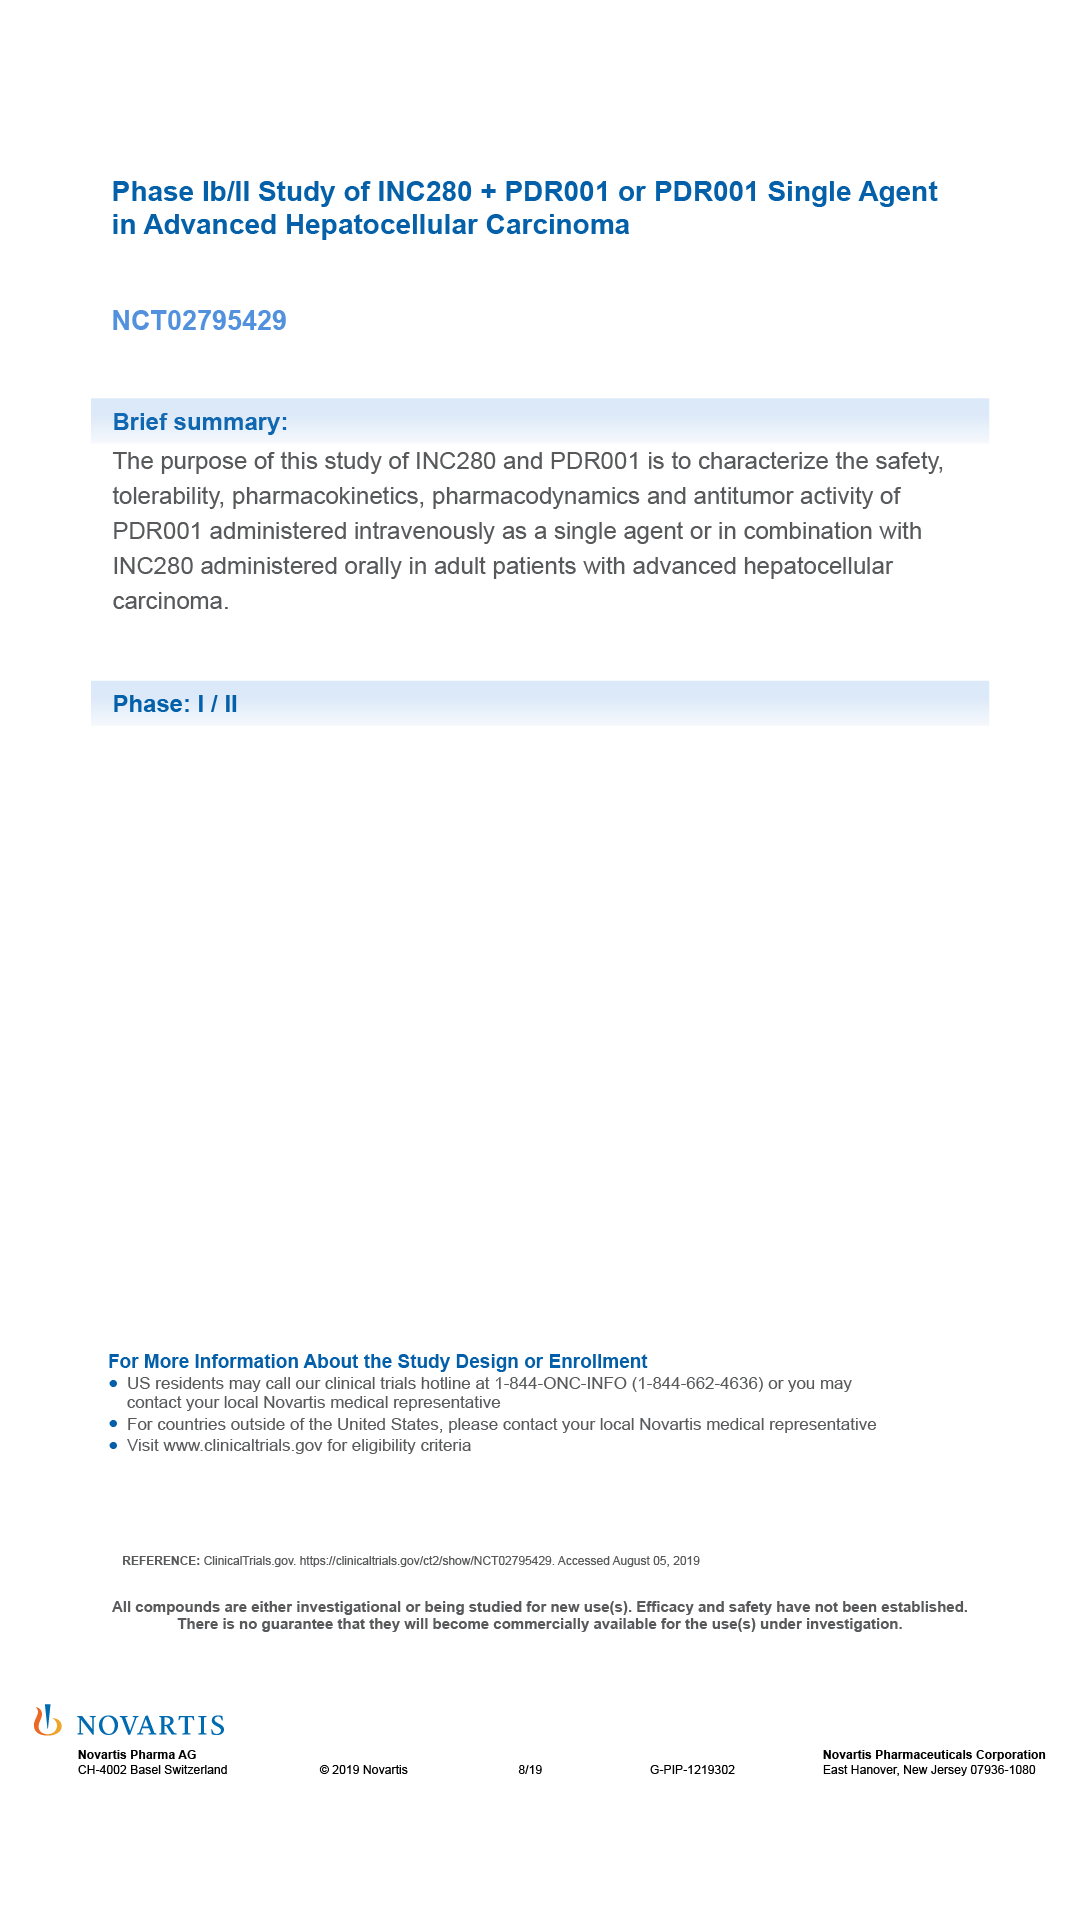 Phase Ib/II Study of INC280 + PDR001 or PDR001 Single Agent
in Advanced Hepatocellular Carcinoma
NCT02795429
Brief summary:
The purpose of this study of INC280 and PDR001 is to characterize the safety,
tolerability, pharmacokinetics, pharmacodynamics and antitumor activity of
PDR001 administered intravenously as a single agent or in combination with
INC280 administered orally in adult patients with advanced hepatocellular
carcinoma.
Phase: I / II
For More Information About the Study Design or Enrollment
● US residents may call our clinical trials hotline at 1-844-ONC-INFO (1-844-662-4636) or you may
contact your local Novartis medical representative
● For countries outside of the United States, please contact your local Novartis medical representative
● Visit www.clinicaltrials.gov for eligibility criteria
REFERENCE: ClinicalTrials.gov. https://clinicaltrials.gov/ct2/show/NCT02795429. Accessed August 05, 2019
All compounds are either investigational or being studied for new use(s). Efficacy and safety have not been established.
There is no guarantee that they will become commercially available for the use(s) under investigation.
NOVARTIS
Novartis Pharma AG Novartis Pharmaceuticals Corporation
CH-4002 Basel Switzerland © 2019 Novartis 8/19 G-PIP-1219302 East Hanover, New Jersey 07936-1080